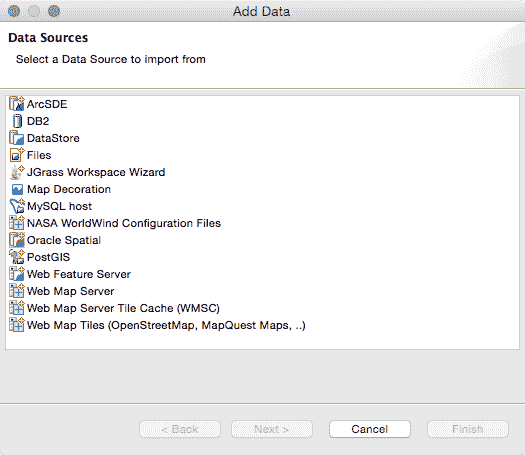 Add Data
Data Sources
Select a Data Source to import from
ArcSDE
DB2
DataStore
Files
JGrass Workspace Wizard
Map Decoration
MySQL host
NASA WorldWind Configuration Files
Oracle Spatial
PostGIS
Web Feature Server
Web Map Server
Web Map Server Tile Cache (WMSC)
Web Map Tiles (OpenStreetMap, MapQuest Maps, ..)
< Back Next > Cancel Finish